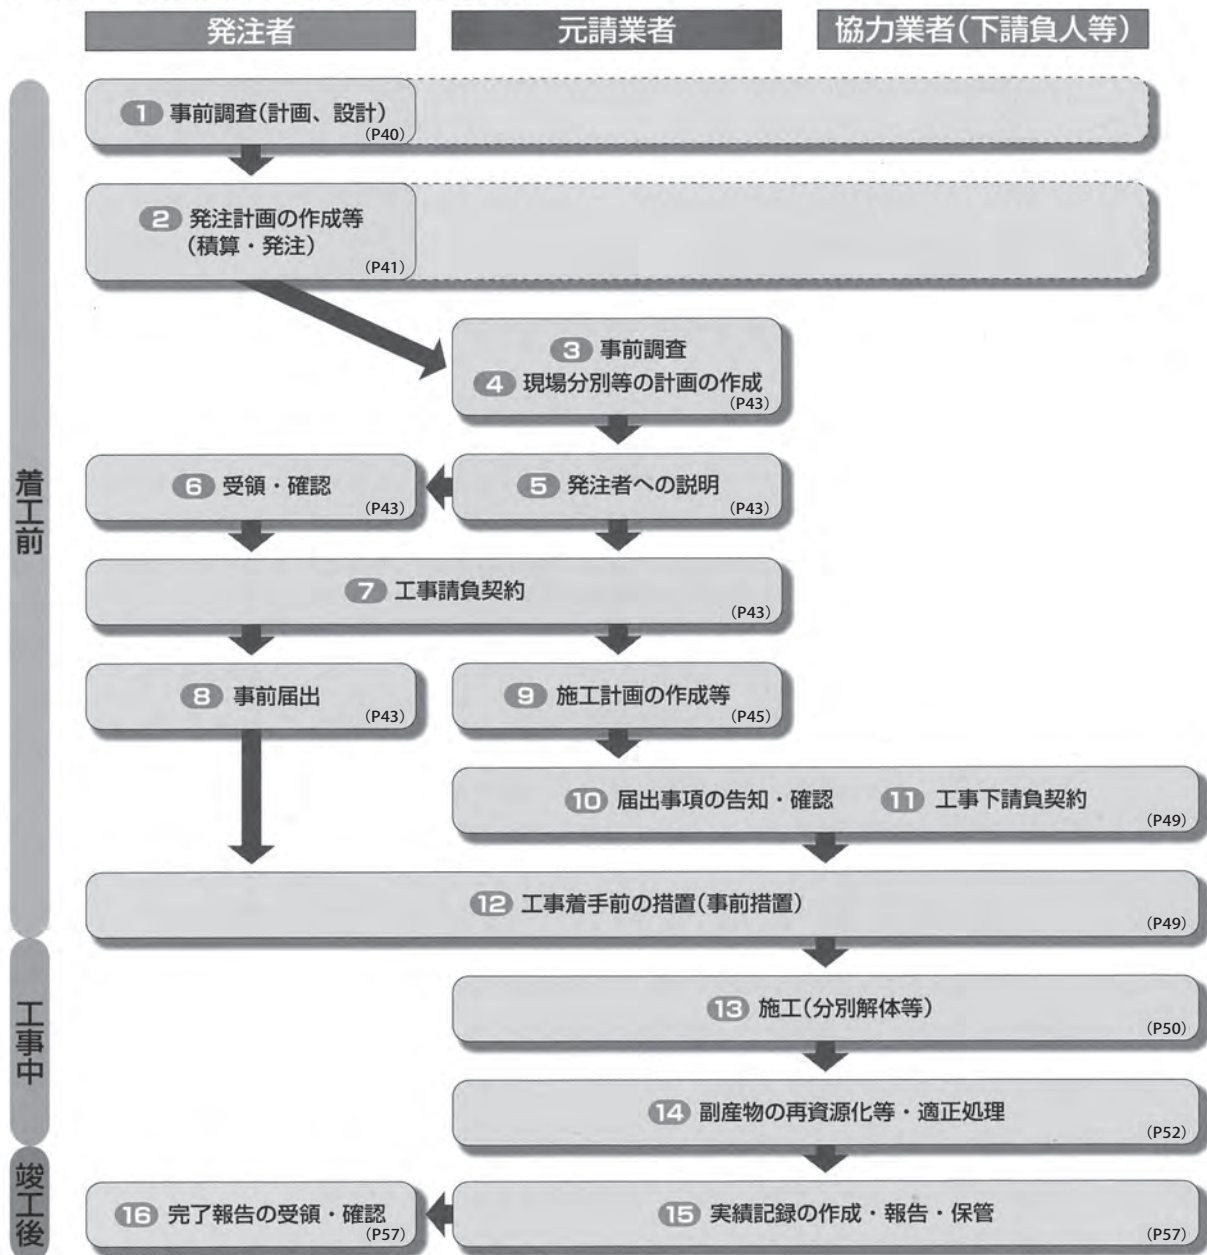 発注者
元請業者
協力業者(下請負人等)
着工前
1 事前調査(計画、設計)
(P40)
2 発注計画の作成等
(積算・発注)
(P41)
3 事前調査
4 現場分別等の計画の作成
(P43)
6 受領・確認
(P43)
5 発注者への説明
(P43)
7 工事請負契約
(P43)
8 事前届出
(P43)
9 施工計画の作成等
(P45)
10 届出事項の告知・確認 11 工事下請負契約
(P49)
12 工事着手前の措置(事前措置)
(P49)
工事中
13 施工(分別解体等)
(P50)
14 副産物の再資源化等・適正処理
(P52)
竣工後
16 完了報告の受領・確認
(P57)
15 実績記録の作成・報告・保管
(P57)